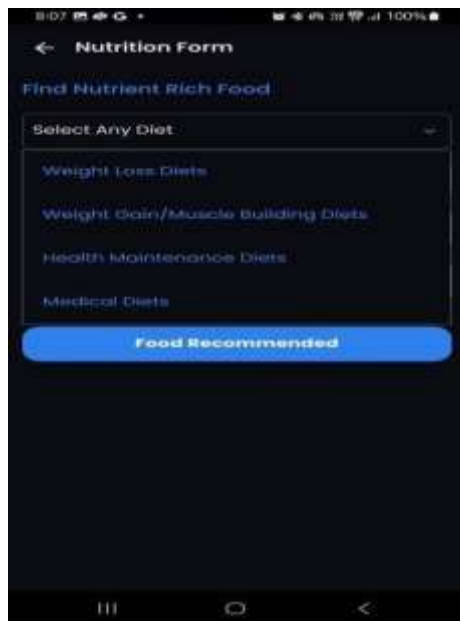 8:07 G 100%
Nutrition Form
Find Nutrient Rich Food
Select Any Diet
Weight Loss Diets
Weight Gain/Muscle Building Diets
Health Maintenance Diets
Medical Diets
Food Recommended